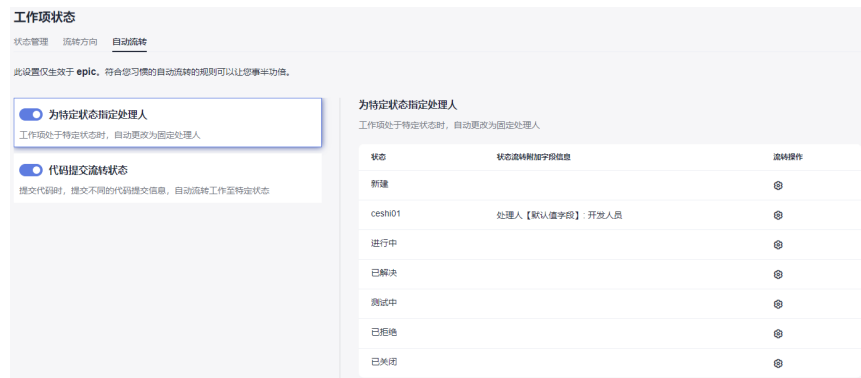 工作项状态
状态管理 流转方向 自动流转
此设置仅生效于 epic。符合您习惯的自动流转的规则可以让您事半功倍。
为特定状态指定处理人
工作项处于特定状态时，自动更改为固定处理人
代码提交流转状态
提交代码时，提交不同的代码提交信息，自动流转工作至特定状态
为特定状态指定处理人
工作项处于特定状态时，自动更改为固定处理人
状态 状态流转附加字段信息 流转操作
新建
ceshi01 处理人【默认值字段】: 开发人员
进行中
已解决
测试中
已拒绝
已关闭